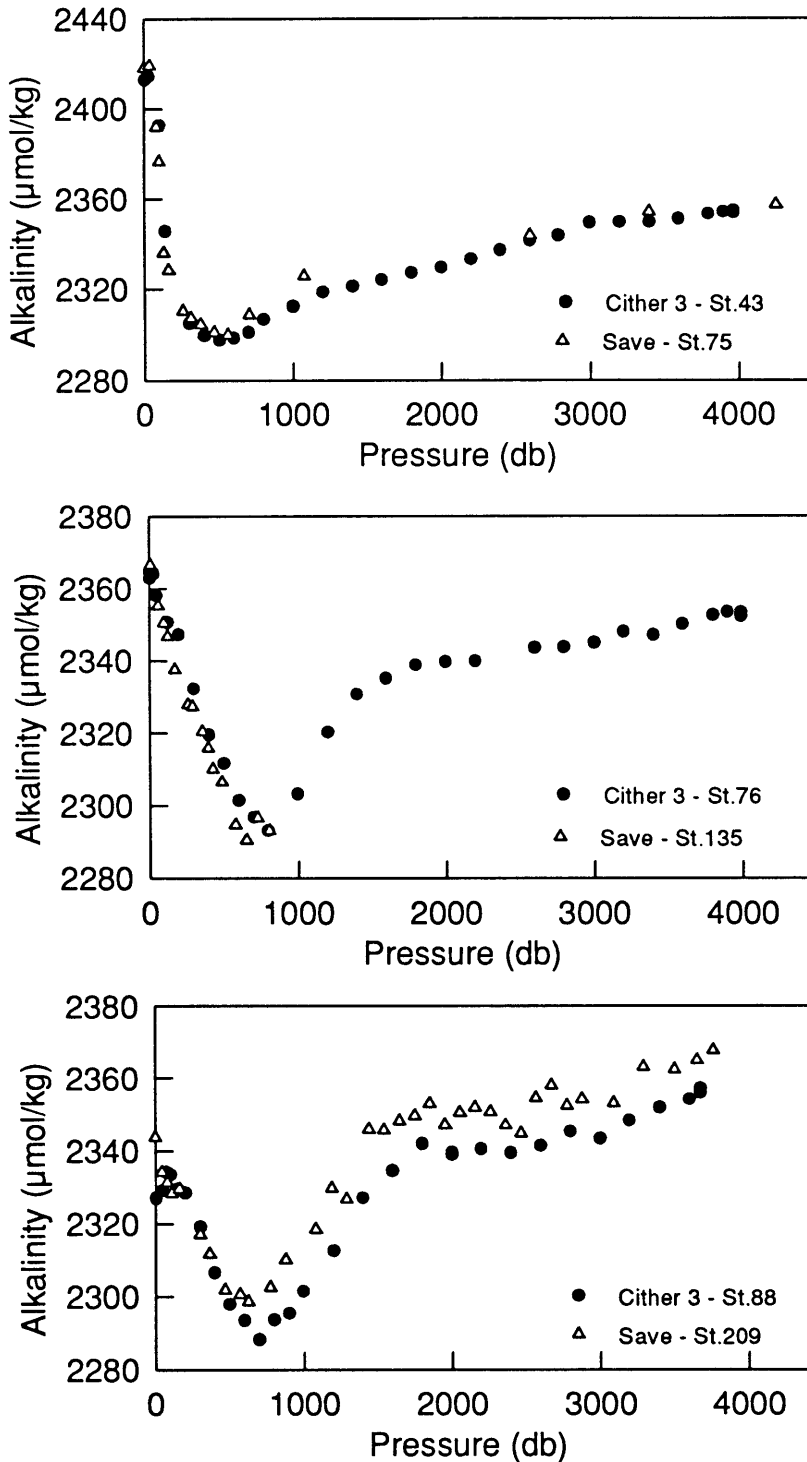 2440
2400
2360
2320
2280
Alkalinity (µmol/kg)
Cither 3 - St.43
Save - St.75
0 1000 2000 3000 4000
Pressure (db)
2380
2360
2340
2320
2300
2280
Alkalinity (µmol/kg)
Cither 3 - St.76
Save - St.135
0 1000 2000 3000 4000
Pressure (db)
2380
2360
2340
2320
2300
2280
Alkalinity (µmol/kg)
Cither 3 - St.88
Save - St.209
0 1000 2000 3000 4000
Pressure (db)